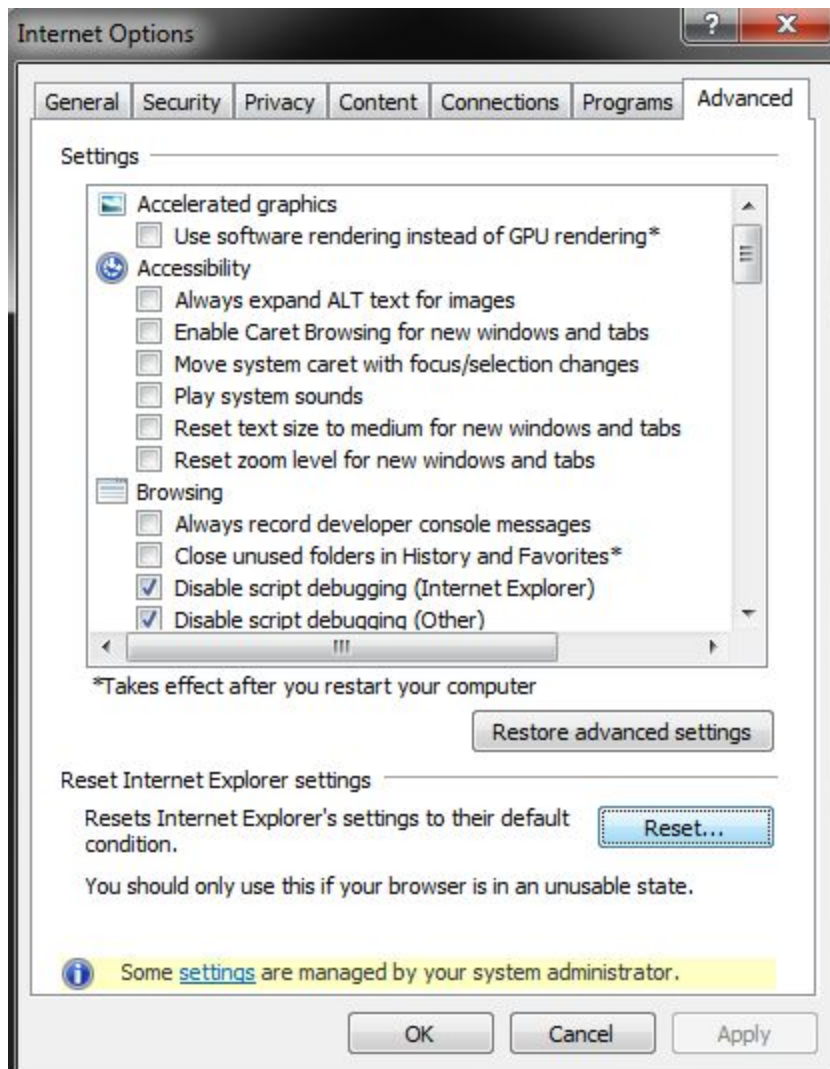 Internet Options
?
X
General Security Privacy Content Connections Programs Advanced
Settings
Accelerated graphics
Use software rendering instead of GPU rendering*
Accessibility
Always expand ALT text for images
Enable Caret Browsing for new windows and tabs
Move system caret with focus/selection changes
Play system sounds
Reset text size to medium for new windows and tabs
Reset zoom level for new windows and tabs
Browsing
Always record developer console messages
Close unused folders in History and Favorites*
Disable script debugging (Internet Explorer)
Disable script debugging (Other)
*Takes effect after you restart your computer
Restore advanced settings
Reset Internet Explorer settings
Resets Internet Explorer's settings to their default
condition.
Reset...
You should only use this if your browser is in an unusable state.
Some settings are managed by your system administrator.
OK Cancel Apply